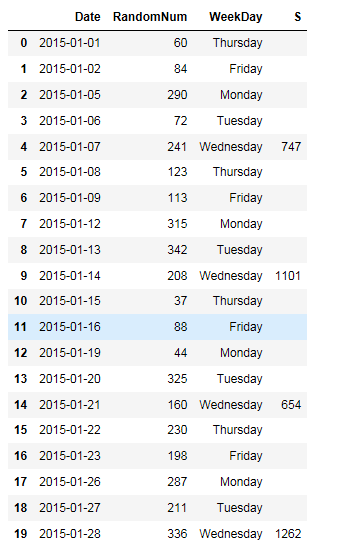 Date RandomNum WeekDay S
0 2015-01-01 60 Thursday
1 2015-01-02 84 Friday
2 2015-01-05 290 Monday
3 2015-01-06 72 Tuesday
4 2015-01-07 241 Wednesday 747
5 2015-01-08 123 Thursday
6 2015-01-09 113 Friday
7 2015-01-12 315 Monday
8 2015-01-13 342 Tuesday
9 2015-01-14 208 Wednesday 1101
10 2015-01-15 37 Thursday
11 2015-01-16 88 Friday
12 2015-01-19 44 Monday
13 2015-01-20 325 Tuesday
14 2015-01-21 160 Wednesday 654
15 2015-01-22 230 Thursday
16 2015-01-23 198 Friday
17 2015-01-26 287 Monday
18 2015-01-27 211 Tuesday
19 2015-01-28 336 Wednesday 1262